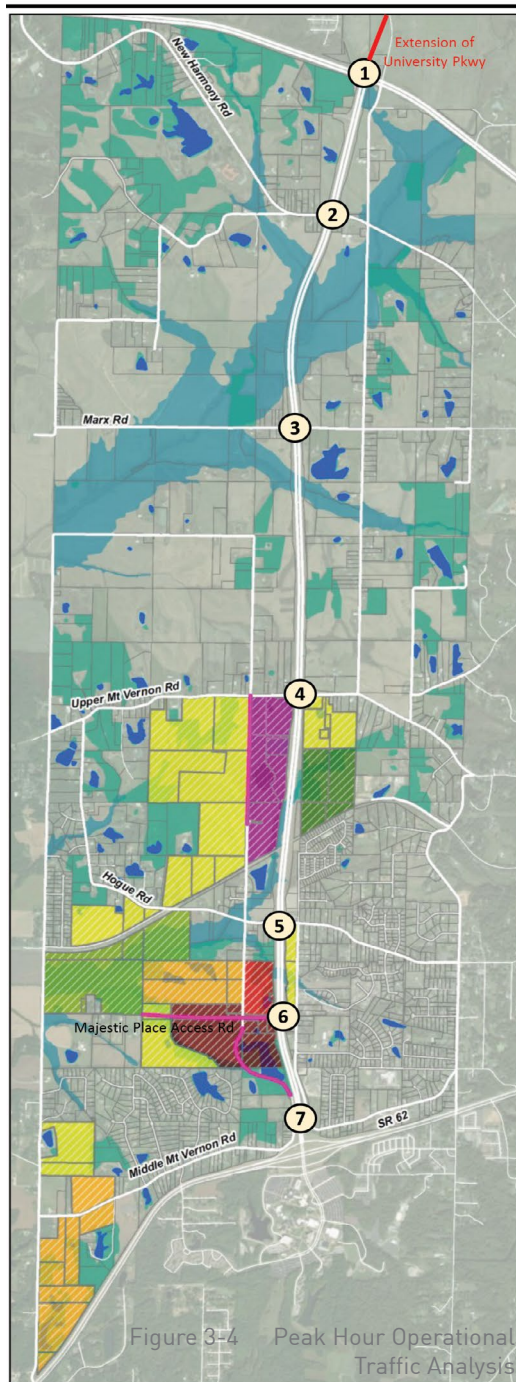 Extension of
University Pkwy
1
New Harmony Rd
2
Marx Rd
3
Upper Mt Vernon Rd
4
Hogue Rd
5
Majestic Place Access Rd
6
7
SR 62
Middle Mt Vernon Rd
Figure 3-4 Peak Hour Operational
Traffic Analysis